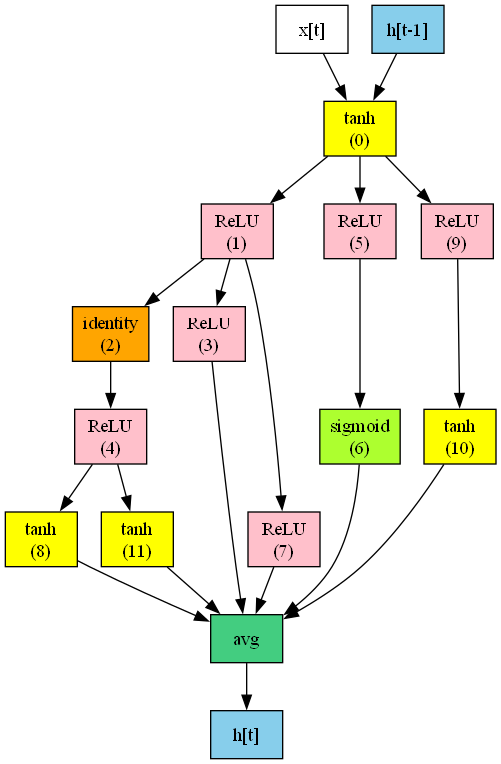 x[t]
h[t-1]
tanh
(0)
ReLU
(1)
ReLU
(5)
ReLU
(9)
identity
(2)
ReLU
(3)
ReLU
(4)
sigmoid
(6)
tanh
(10)
tanh
(8)
tanh
(11)
ReLU
(7)
avg
h[t]